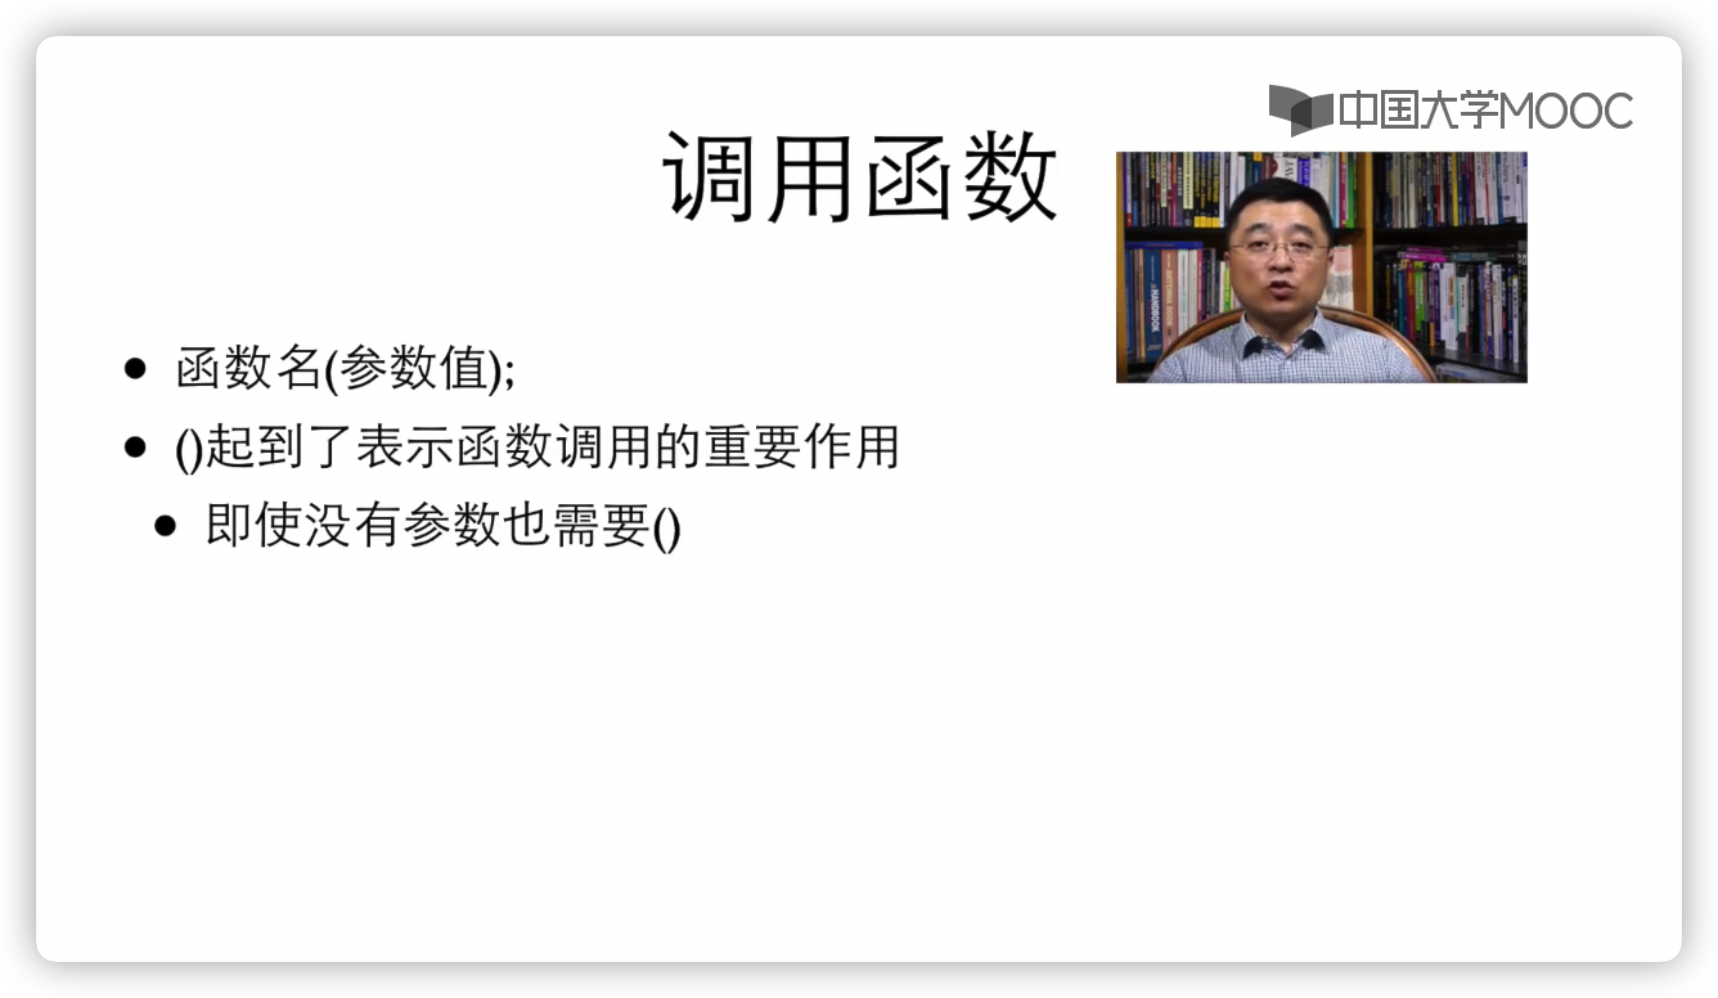 中国大学MOOC
调用函数
HANDBOOK
函数名(参数值);
()起到了表示函数调用的重要作用
即使没有参数也需要()